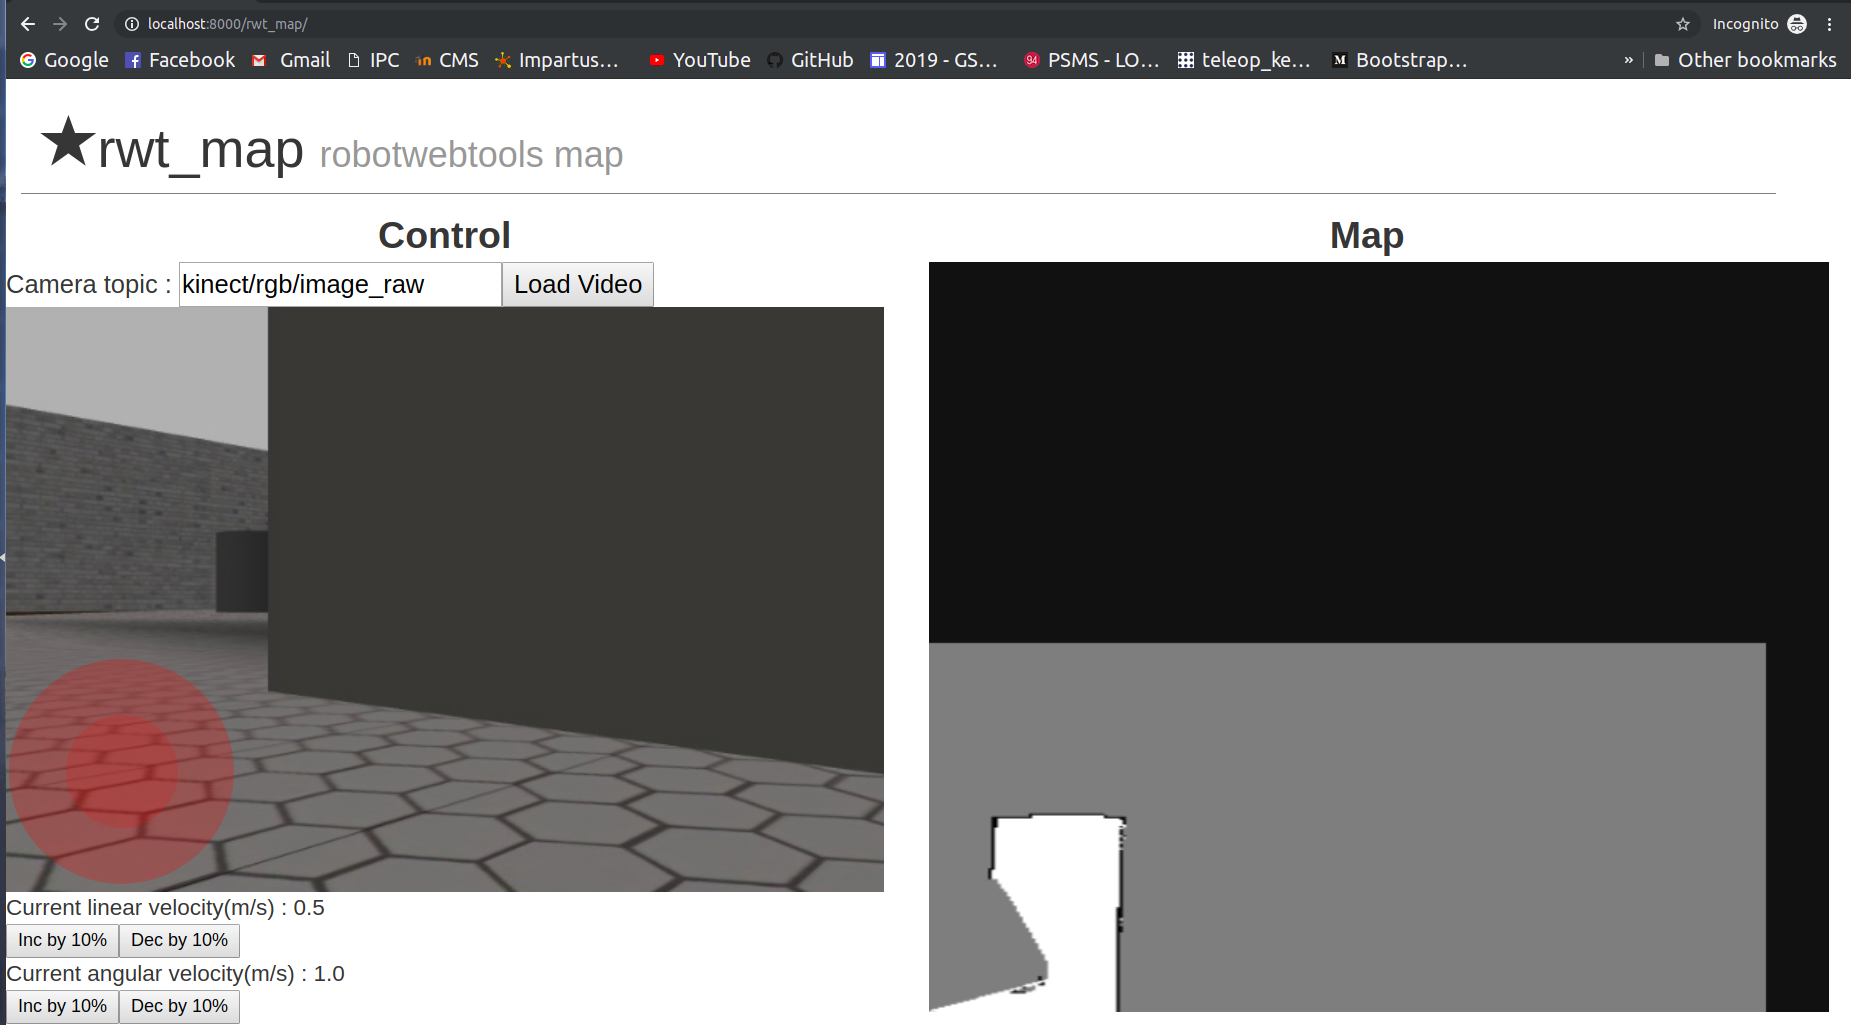 localhost:8000/rwt_map/
Incognito
Google Facebook Gmail IPC CMS Impartus... YouTube GitHub 2019 - GS... PSMS - LO... teleop_ke... Bootstrap... » Other bookmarks
★rwt_map robotwebtools map
Control
Map
Camera topic : kinect/rgb/image_raw Load Video
Current linear velocity(m/s) : 0.5
Inc by 10% Dec by 10%
Current angular velocity(m/s) : 1.0
Inc by 10% Dec by 10%